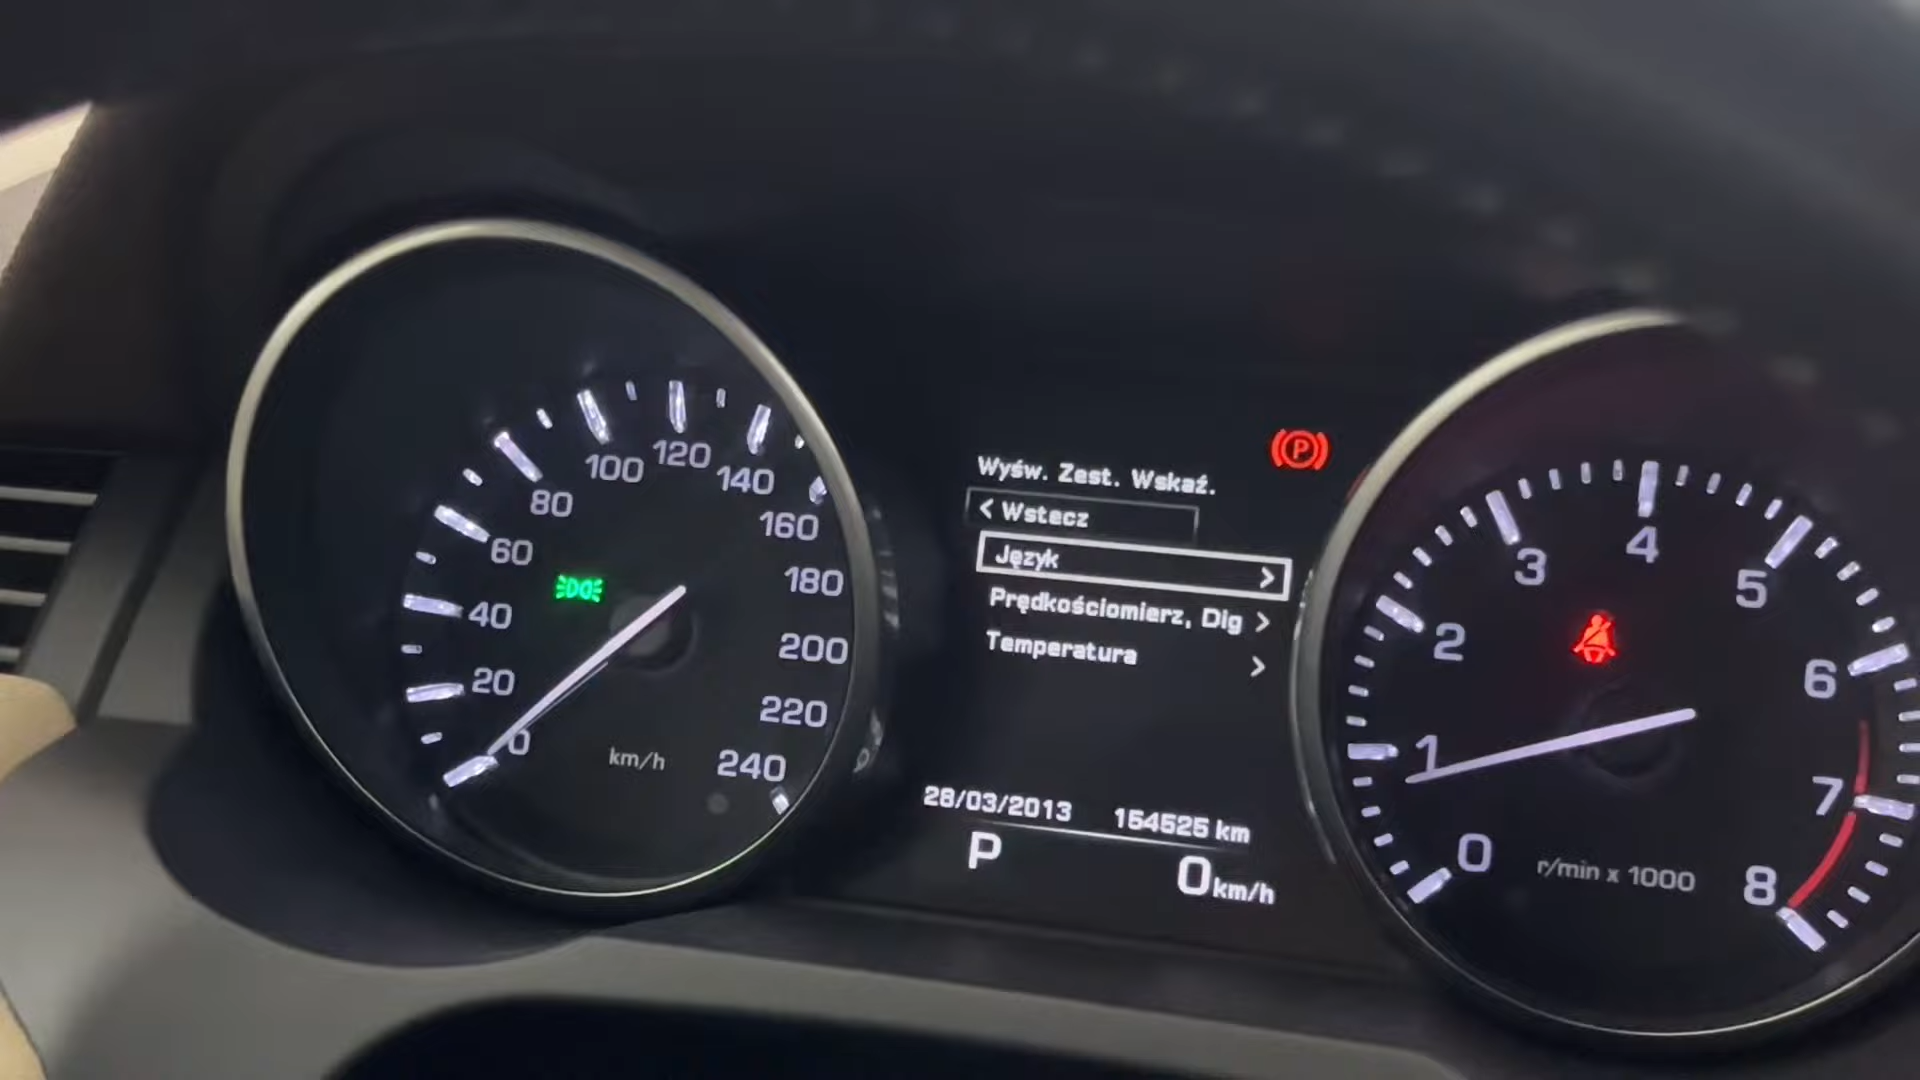 0
20
40
60
80
100
120
140
160
180
200
220
240
km/h
P
Wyśw. Zest. Wskaź.
< Wstecz
Język >
Prędkościomierz, Dig >
Temperatura >
28/03/2013 154525 km
P 0 km/h
0
1
2
3
4
5
6
7
8
r/min x 1000